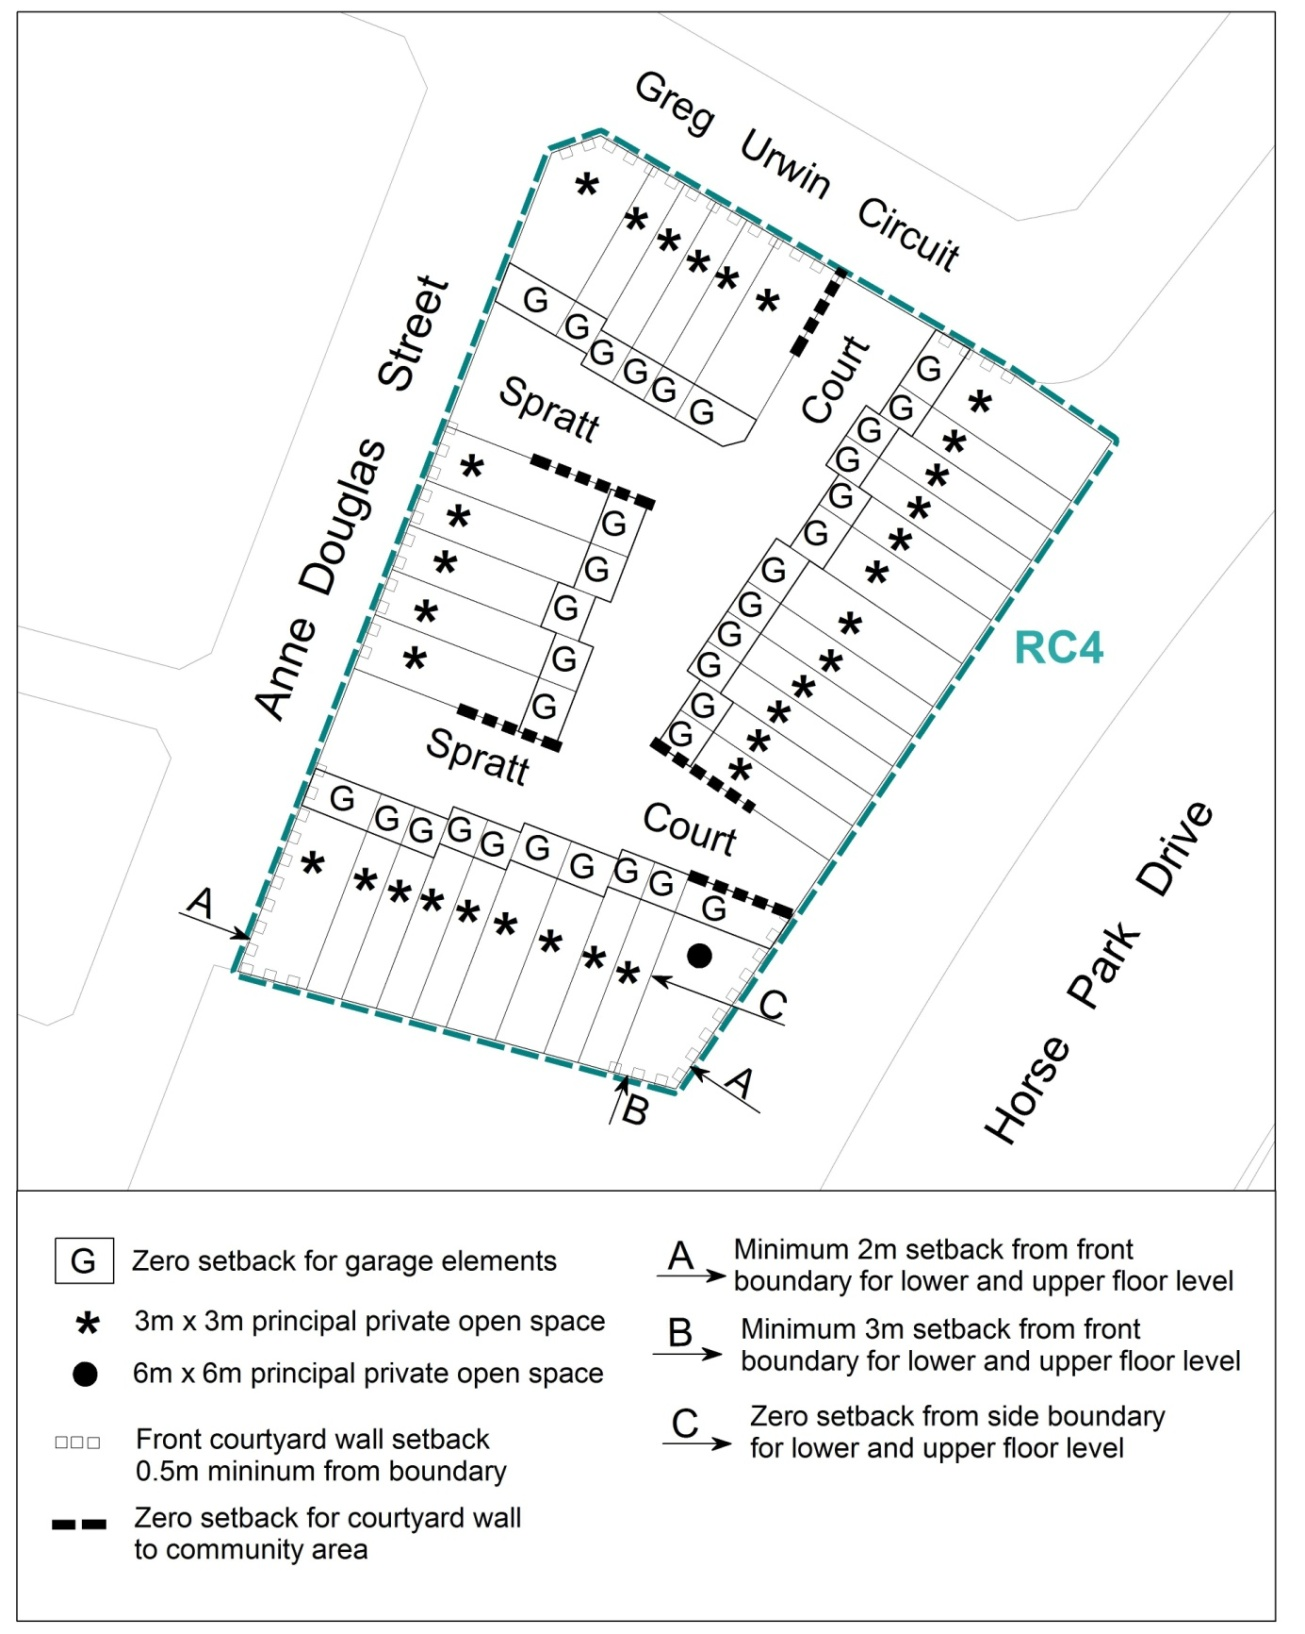 Greg Urwin Circuit
*
*
*
*
*
*
G
G
G
G
G
G
Anne Douglas Street
Spratt
Court
G
G
G
G
G
G
G
G
G
G
G
G
*
*
*
*
*
*
*
*
*
*
*
*
RC4
*
*
*
*
*
G
G
G
G
G
Spratt
Court
G
G
G
G
G
G
G
G
G
G
*
*
*
*
*
*
*
*
*
A
C
A
B
Horse Park Drive
G Zero setback for garage elements
* 3m x 3m principal private open space
6m x 6m principal private open space
Front courtyard wall setback
0.5m mininum from boundary
Zero setback for courtyard wall
to community area
A Minimum 2m setback from front
boundary for lower and upper floor level
B Minimum 3m setback from front
boundary for lower and upper floor level
C Zero setback from side boundary
for lower and upper floor level